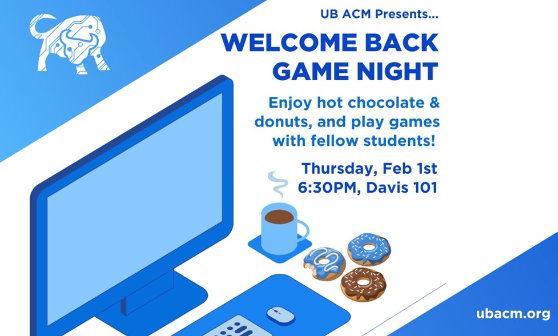 UB ACM Presents...
WELCOME BACK
GAME NIGHT
Enjoy hot chocolate &
donuts, and play games
with fellow students!
Thursday, Feb 1st
6:30PM, Davis 101
ubacm.org